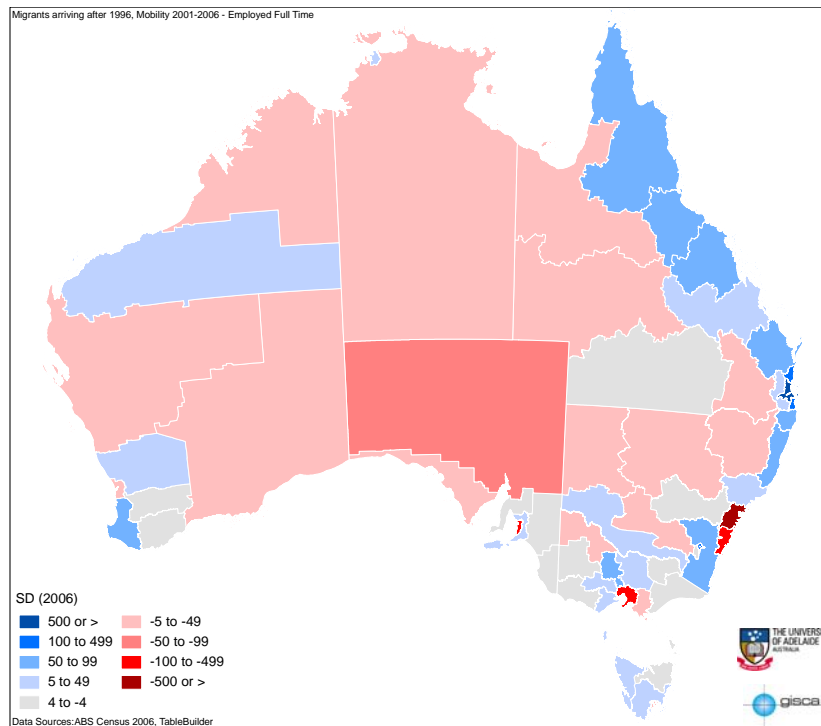 Migrants arriving after 1996, Mobility 2001-2006 - Employed Full Time
SD (2006)
500 or >
100 to 499
50 to 99
5 to 49
4 to -4
-5 to -49
-50 to -99
-100 to -499
-500 or >
THE UNIVERS
OF ADELAIDE
AUSTRALIA
gisca
Data Sources:ABS Census 2006, TableBuilder